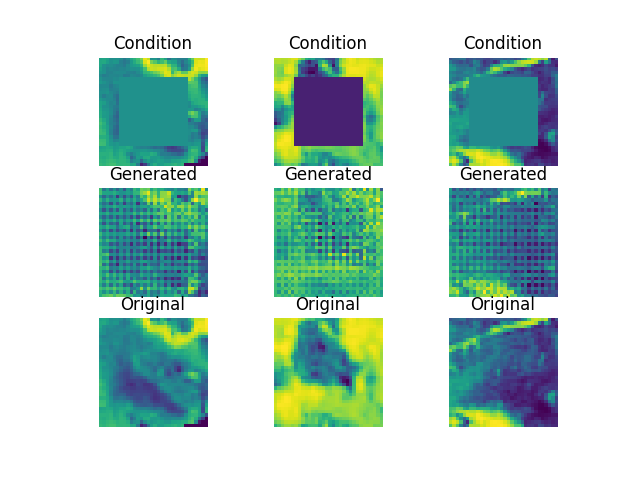 Condition Condition Condition
Generated Generated Generated
Original Original Original